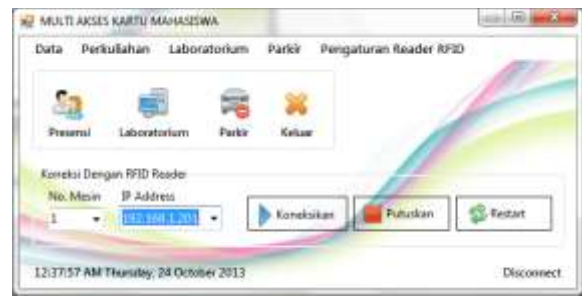 MULTI AKSES KARTU MAHASISWA
Data Perkuliahan Laboratorium Parkir Pengaturan Reader RFID
Presensi Laboratorium Parkir Keluar
Koneksi Dengan RFID Reader
No. Mesin IP Address
1 192.168.1.201 Koneksikan Putuskan Restart
12:37:57 AM Thursday, 24 October 2013 Disconnect